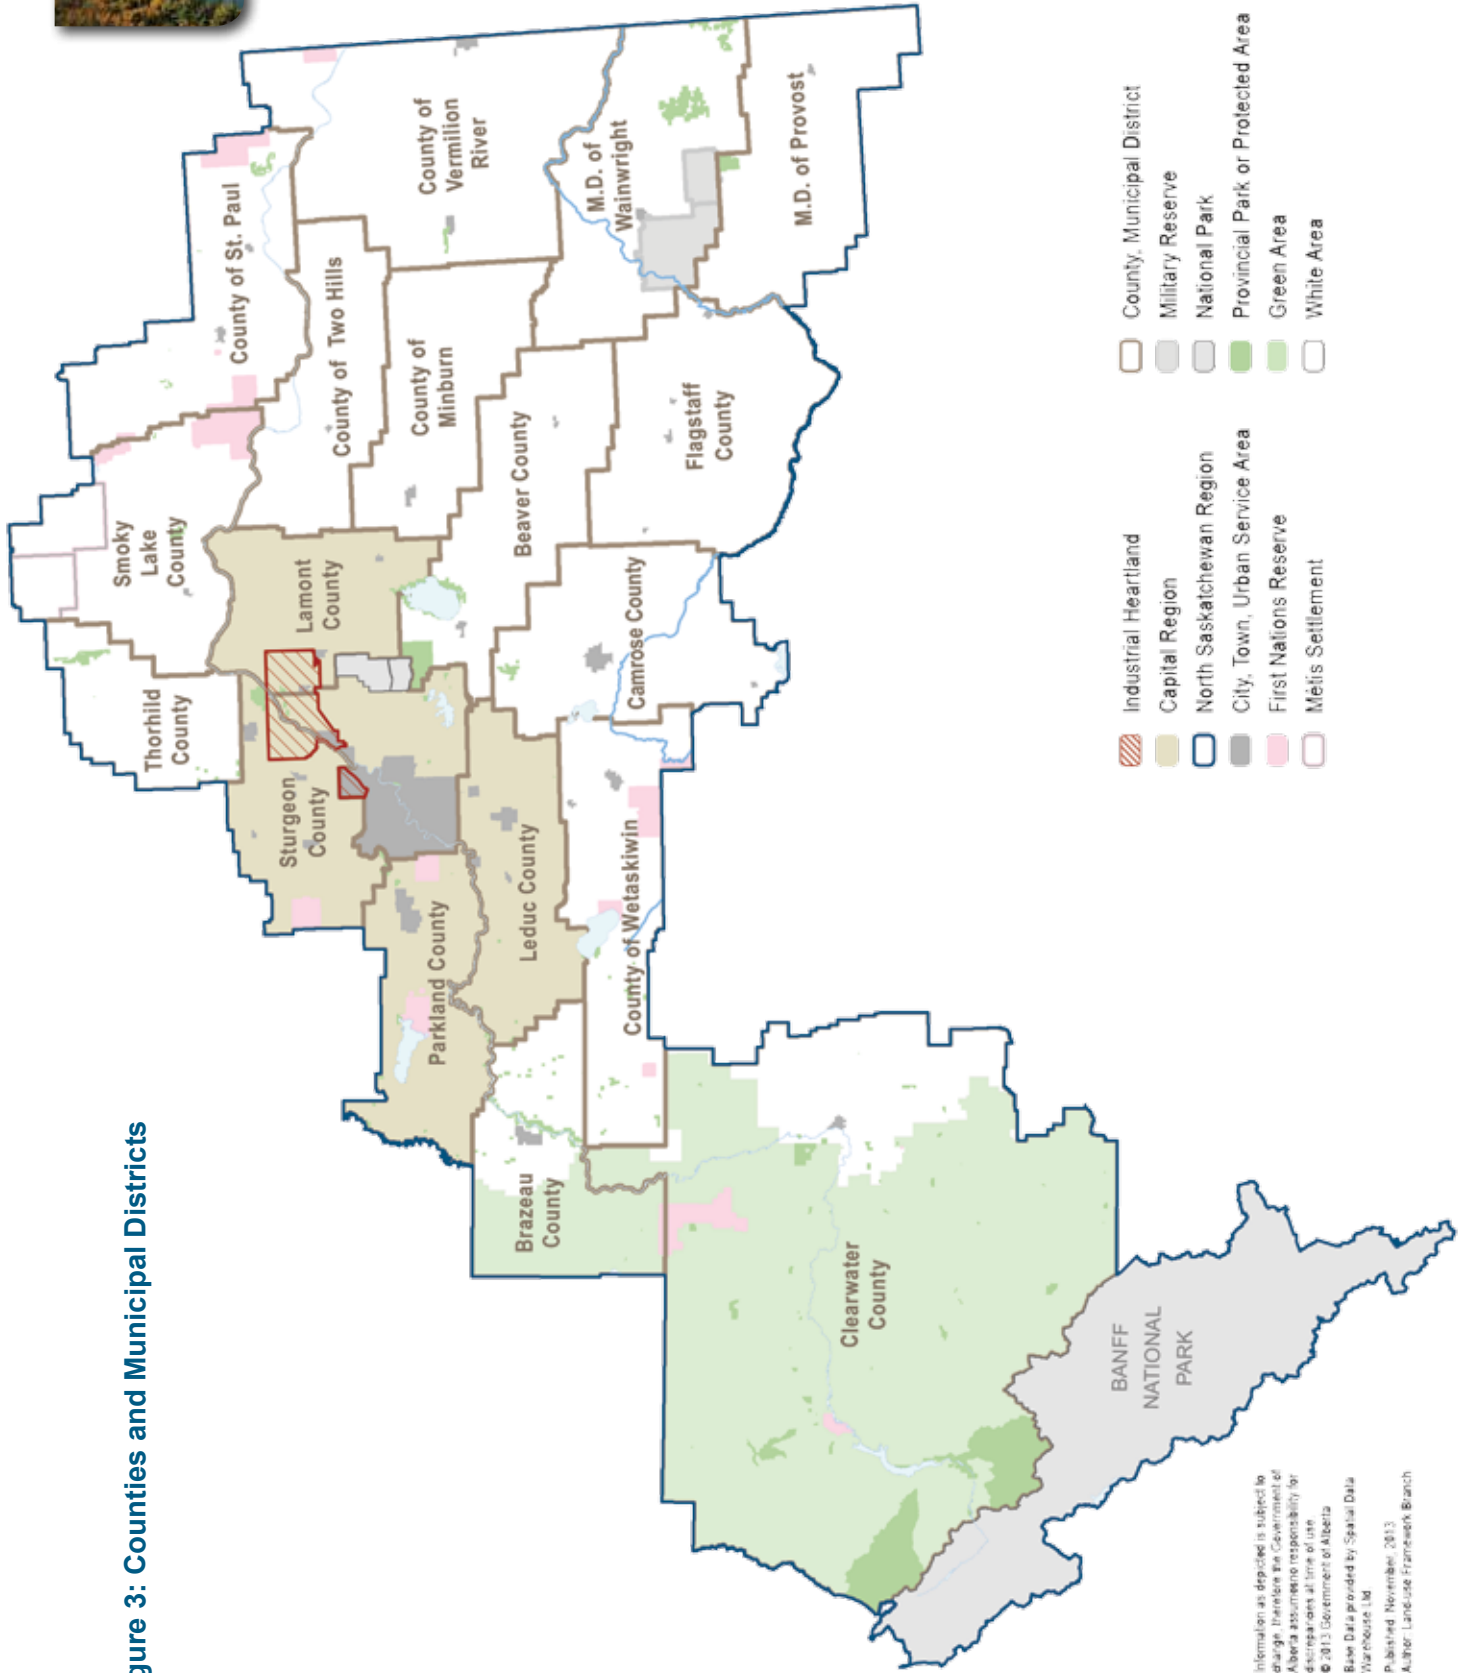 gure 3: Counties and Municipal Districts
Thorhild
County
Smoky
Lake
County
County of St. Paul
Sturgeon
County
Lamont
County
County of Two Hills
Parkland County
County of
Minburn
County of
Vermilion
River
Brazeau
County
Leduc County
Beaver County
M.D. of
Wainwright
County of Wetaskiwin
Camrose County
Flagstaff
County
M.D. of Provost
Clearwater
County
BANFF
NATIONAL
PARK
Industrial Heartland
Capital Region
North Saskatchewan Region
City, Town, Urban Service Area
First Nations Reserve
Métis Settlement
County, Municipal District
Military Reserve
National Park
Provincial Park or Protected Area
Green Area
White Area
Information as depicted is subject to
change, therefore the Government of
Alberta assumes no responsibility for
discrepancies at time of use
© 2013 Government of Alberta
Base Data provided by Spatial Data
Warehouse Ltd
Published: November, 2013
Author: Land-use Framework Branch